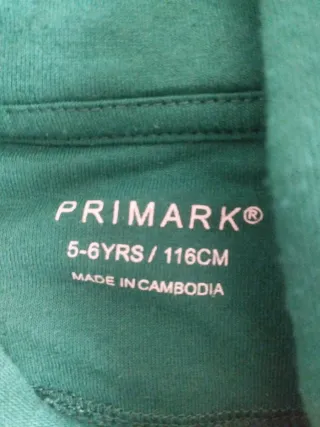 PRIMARK®
5-6YRS / 116CM
MADE IN CAMBODIA